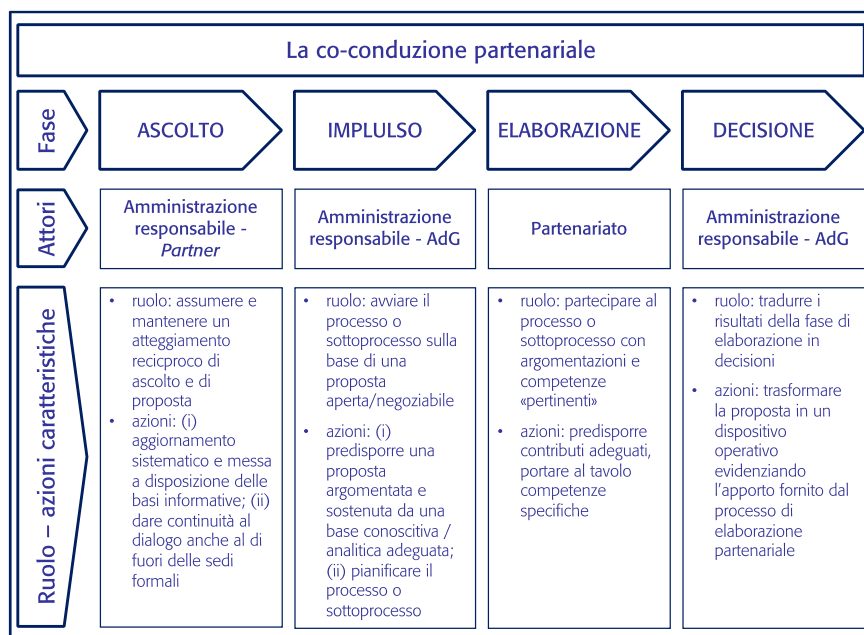 La co-conduzione partenariale
Fase
ASCOLTO
IMPLULSO
ELABORAZIONE
DECISIONE
Attori
Amministrazione
responsabile -
Partner
Amministrazione
responsabile - AdG
Partenariato
Amministrazione
responsabile - AdG
Ruolo – azioni caratteristiche
• ruolo: assumere e
mantenere un
atteggiamento
recicproco di
ascolto e di
proposta
• azioni: (i)
aggiornamento
sistematico e messa
a disposizione delle
basi informative; (ii)
dare continuità al
dialogo anche al di
fuori delle sedi
formali
• ruolo: avviare il
processo o
sottoprocesso sulla
base di una
proposta
aperta/negoziabile
• azioni: (i)
predisporre una
proposta
argomentata e
sostenuta da una
base conoscitiva /
analitica adeguata;
(ii) pianificare il
processo o
sottoprocesso
• ruolo: partecipare al
processo o
sottoprocesso con
argomentazioni e
competenze
«pertinenti»
• azioni: predisporre
contributi adeguati,
portare al tavolo
competenze
specifiche
• ruolo: tradurre i
risultati della fase di
elaborazione in
decisioni
• azioni: trasformare
la proposta in un
dispositivo
operativo
evidenziando
l’apporto fornito dal
processo di
elaborazione
partenariale